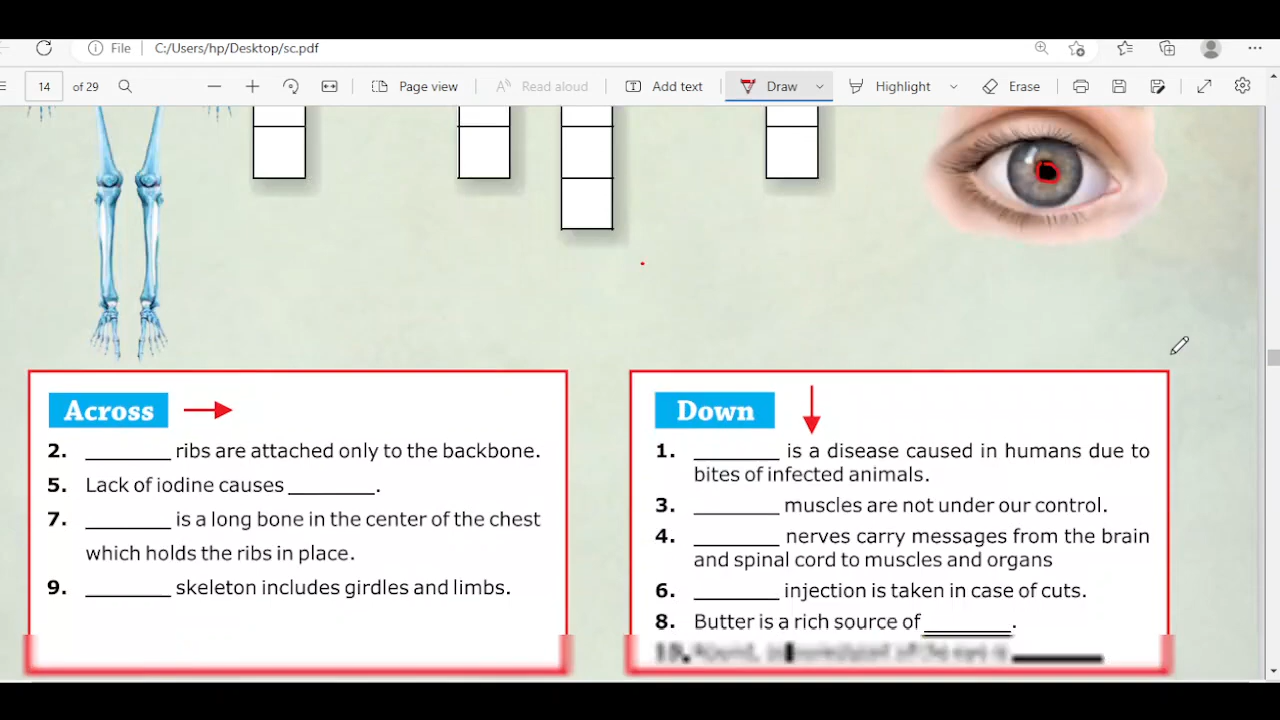 File C:/Users/hp/Desktop/sc.pdf
14 of 29 Page view Read aloud Add text Draw Highlight Erase
Across
2. ________ ribs are attached only to the backbone.
5. Lack of iodine causes ________.
7. ________ is a long bone in the center of the chest
which holds the ribs in place.
9. ________ skeleton includes girdles and limbs.
Down
1. ________ is a disease caused in humans due to
bites of infected animals.
3. ________ muscles are not under our control.
4. ________ nerves carry messages from the brain
and spinal cord to muscles and organs
6. ________ injection is taken in case of cuts.
8. Butter is a rich source of ________.